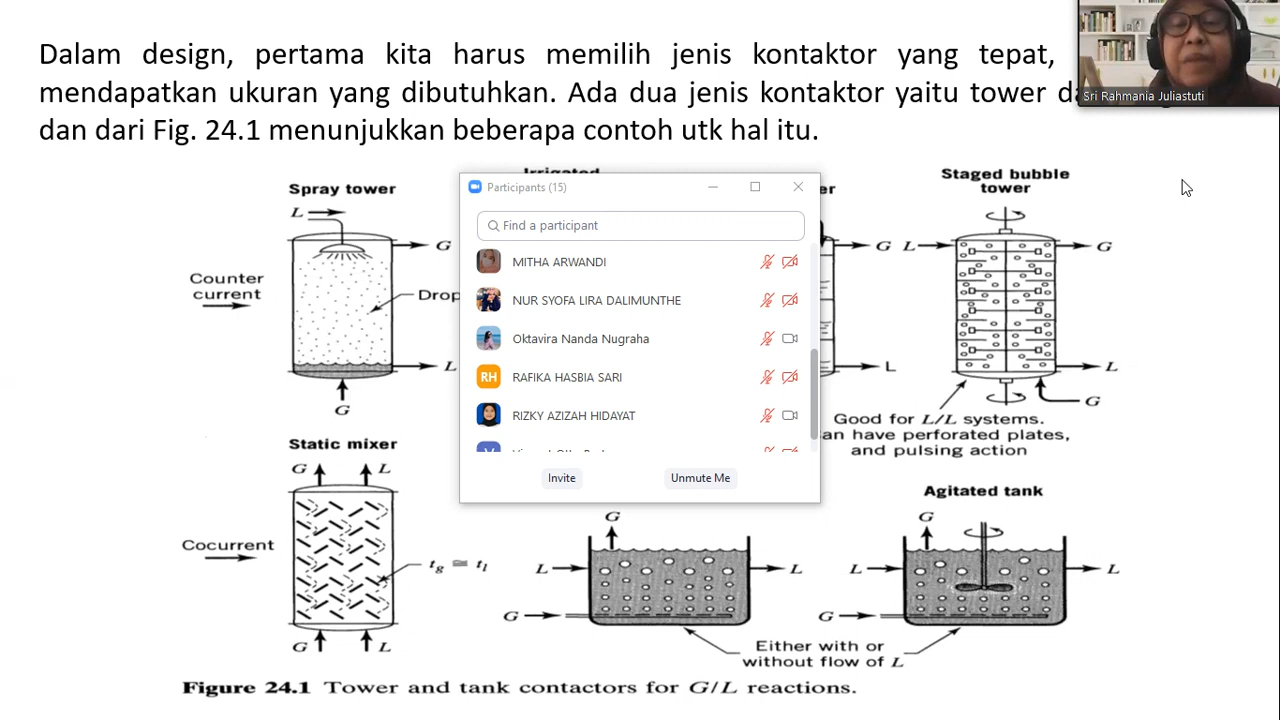 Dalam design, pertama kita harus memilih jenis kontaktor yang tepat,
mendapatkan ukuran yang dibutuhkan. Ada dua jenis kontaktor yaitu tower
dan dari Fig. 24.1 menunjukkan beberapa contoh utk hal itu.
Sri Rahmania Juliastuti
Spray tower
L
G
Counter
current
Drop
L
G
Participants (15)
Find a participant
MITHA ARWANDI
NUR SYOFA LIRA DALIMUNTHE
Oktavira Nanda Nugraha
RH
RAFIKA HASBIA SARI
RIZKY AZIZAH HIDAYAT
Invite
Unmute Me
er
G
L
Staged bubble
tower
L
G
L
G
Good for L/L systems.
an have perforated plates,
and pulsing action
Static mixer
G
L
Cocurrent
tg ≅ tl
G
L
G
L
L
G
Agitated tank
G
L
L
G
Either with or
without flow of L
Figure 24.1 Tower and tank contactors for G/L reactions.